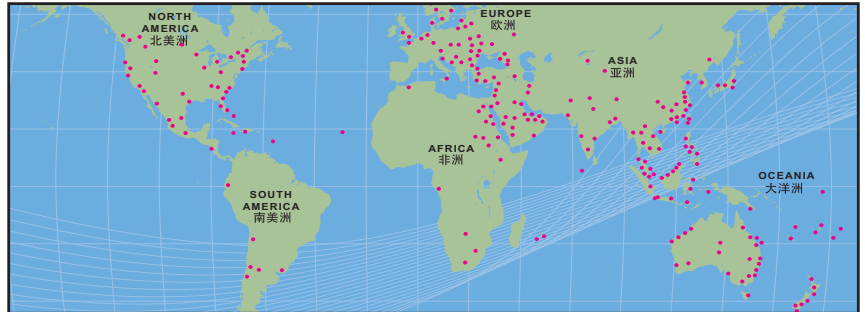 NORTH
AMERICA
北美洲
EUROPE
欧洲
ASIA
亚洲
AFRICA
非洲
OCEANIA
大洋洲
SOUTH
AMERICA
南美洲